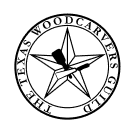 THE TEXAS WOODCARVERS GUILD